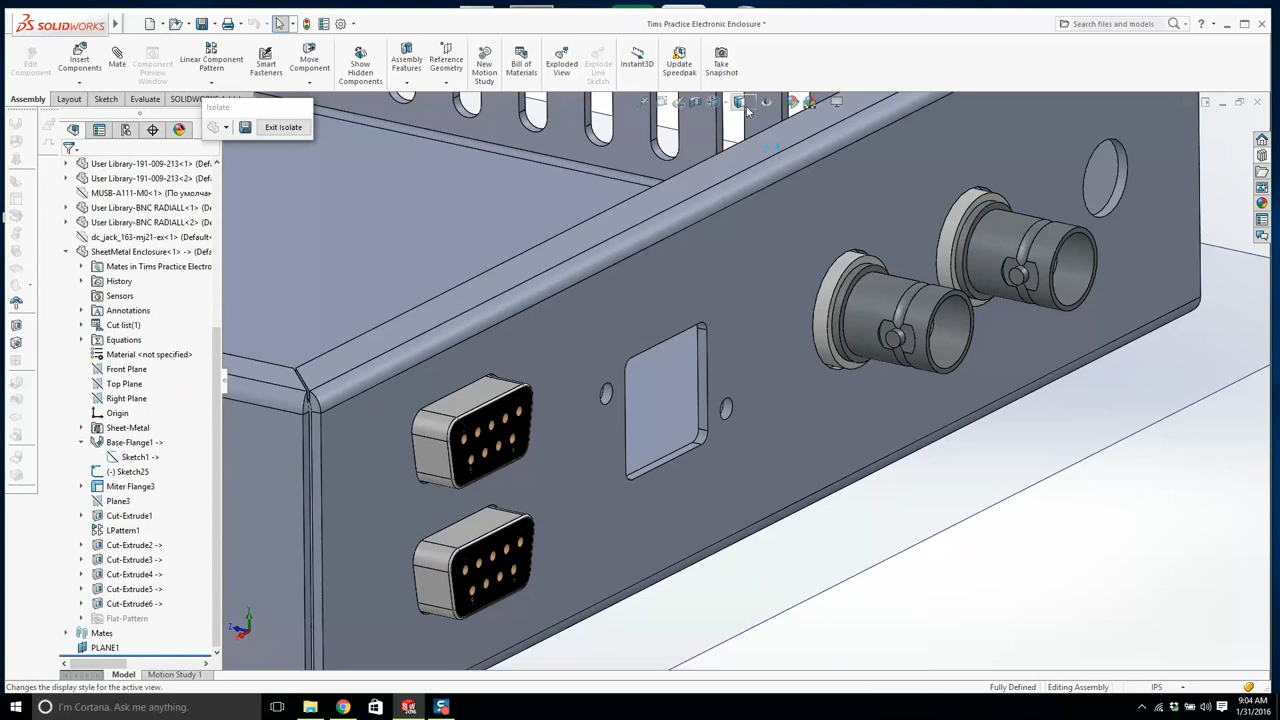 SOLIDWORKS
Tims Practice Electronic Enclosure *
Search files and models
Edit Component
Insert Components
Mate
Component Preview Window
Linear Component Pattern
Smart Fasteners
Move Component
Show Hidden Components
Assembly Features
Reference Geometry
New Motion Study
Bill of Materials
Exploded View
Explode Line Sketch
Instant3D
Update Speedpak
Take Snapshot
Assembly
Layout
Sketch
Evaluate
Isolate
Exit Isolate
User Library-191-009-213<1> (Defa
User Library-191-009-213<2> (Defa
MUSB-A111-M0<1> (По умолчан
User Library-BNC RADIALL<1> (Def
User Library-BNC RADIALL<2> (Def
dc_jack_163-mj21-ex<1> (Default<
SheetMetal Enclosure<1> -> (Defa
Mates in Tims Practice Electro
History
Sensors
Annotations
Cut list(1)
Equations
Material <not specified>
Front Plane
Top Plane
Right Plane
Origin
Sheet-Metal
Base-Flange1 ->
Sketch1 ->
(-) Sketch25
Miter Flange3
Plane3
Cut-Extrude1
LPattern1
Cut-Extrude2 ->
Cut-Extrude3 ->
Cut-Extrude4 ->
Cut-Extrude5 ->
Cut-Extrude6 ->
Flat-Pattern
Mates
PLANE1
Model
Motion Study 1
Changes the display style for the active view.
Fully Defined
Editing Assembly
IPS
I'm Cortana. Ask me anything.
9:04 AM
1/31/2016